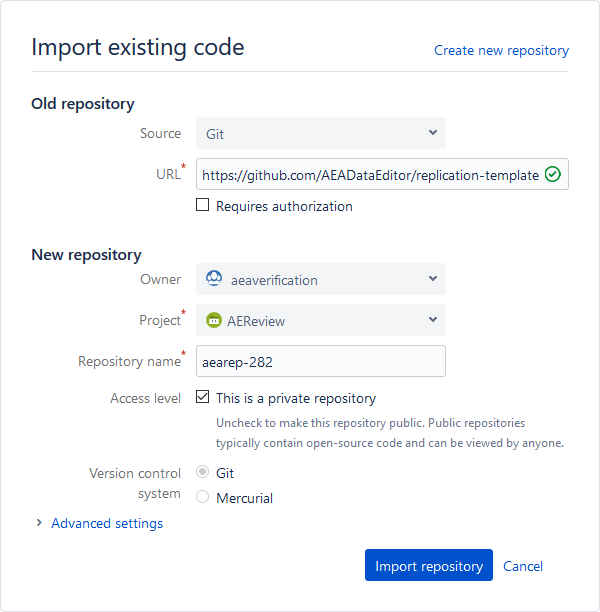 Import existing code
Create new repository
Old repository
Source
Git
URL*
https://github.com/AEADataEditor/replication-template
Requires authorization
New repository
Owner
aeaverification
Project*
AEReview
Repository name*
aearep-282
Access level
This is a private repository
Uncheck to make this repository public. Public repositories
typically contain open-source code and can be viewed by anyone.
Version control
system
Git
Mercurial
Advanced settings
Import repository
Cancel